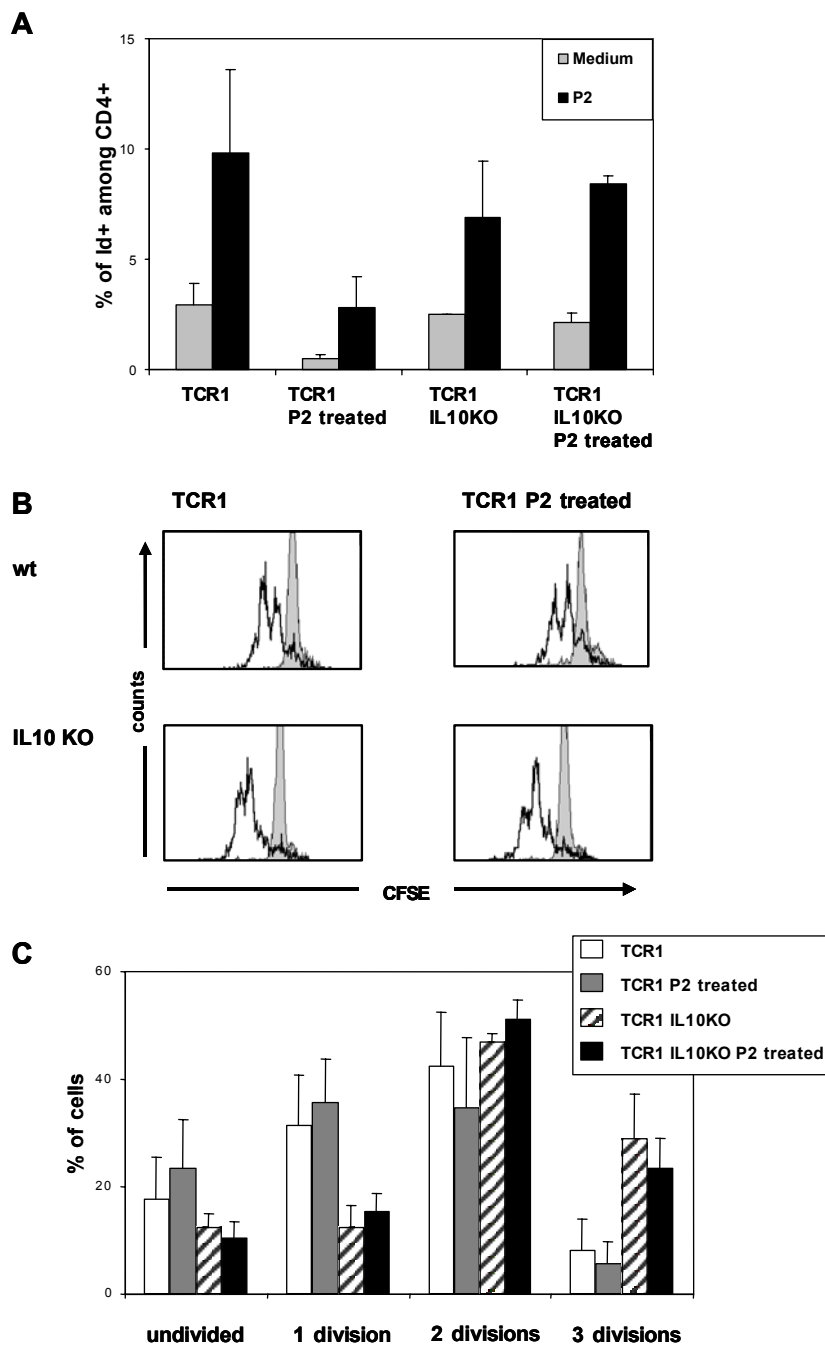 A
15
10
5
0
% of Id+ among CD4+
Medium
P2
TCR1
TCR1
P2 treated
TCR1
IL10KO
TCR1
IL10KO
P2 treated
B
TCR1
TCR1 P2 treated
wt
IL10 KO
counts
CFSE
C
60
40
20
0
% of cells
TCR1
TCR1 P2 treated
TCR1 IL10KO
TCR1 IL10KO P2 treated
undivided
1 division
2 divisions
3 divisions